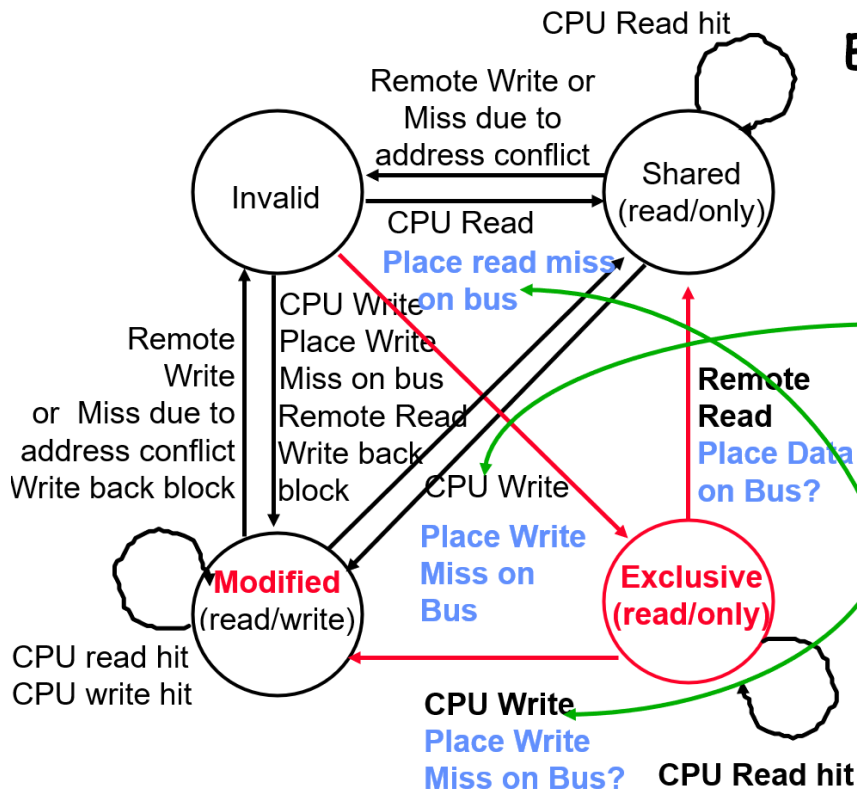 CPU Read hit
Remote Write or
Miss due to
address conflict
Invalid
Shared
(read/only)
CPU Read
Place read miss
on bus
Remote
Write
or Miss due to
address conflict
Write back block
CPU Write
Place Write
Miss on bus
Remote Read
Write back
block
Remote
Read
Place Data
on Bus?
CPU Write
Place Write
Miss on
Bus
Modified
(read/write)
Exclusive
(read/only)
CPU read hit
CPU write hit
CPU Write
Place Write
Miss on Bus?
CPU Read hit